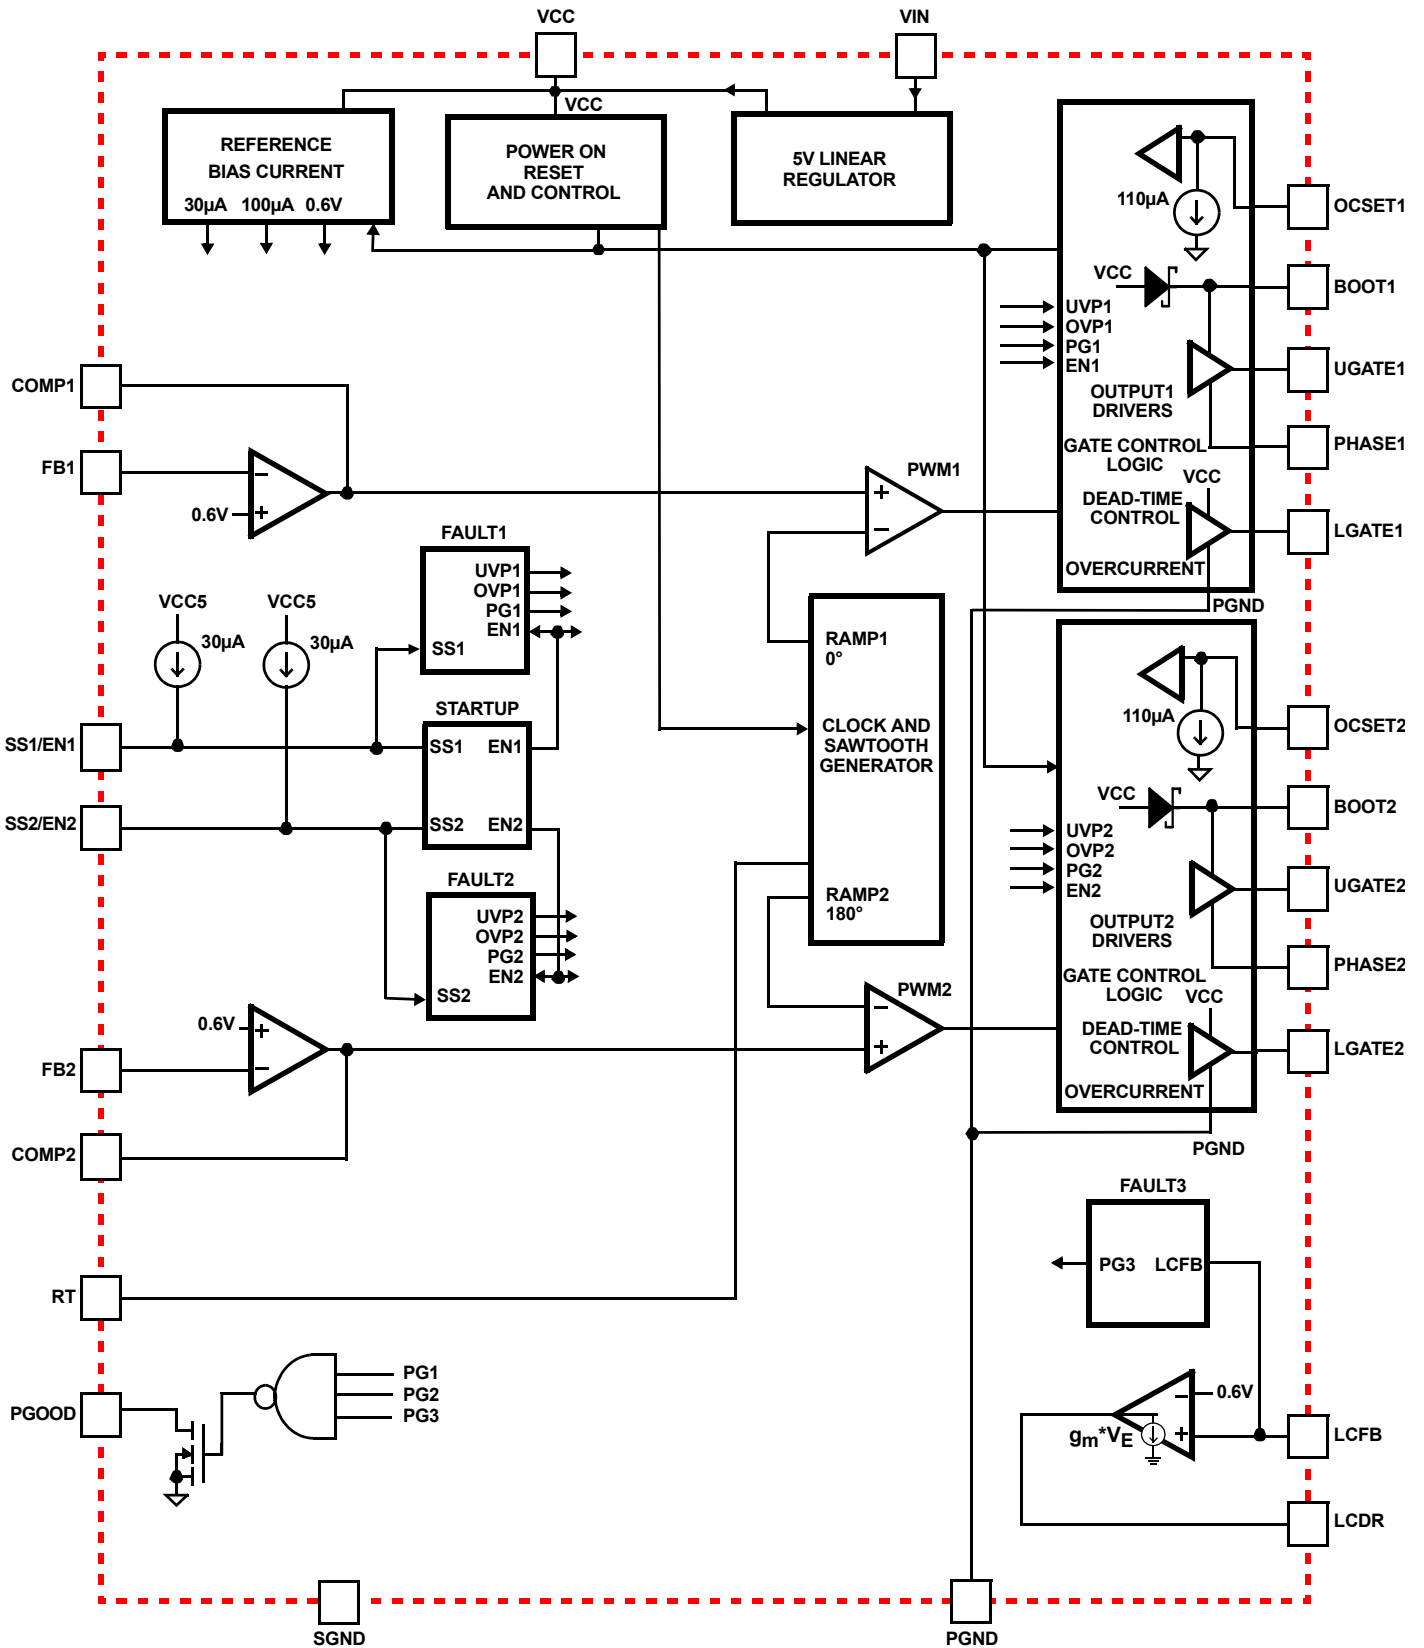 VCC
VIN
VCC
REFERENCE
BIAS CURRENT
30µA 100µA 0.6V
POWER ON
RESET
AND CONTROL
5V LINEAR
REGULATOR
110µA
OCSET1
VCC
BOOT1
UVP1
OVP1
PG1
EN1
UGATE1
OUTPUT1
DRIVERS
PHASE1
GATE CONTROL
LOGIC
VCC
DEAD-TIME
CONTROL
LGATE1
OVERCURRENT
PGND
COMP1
FB1
0.6V
PWM1
FAULT1
UVP1
OVP1
PG1
EN1
SS1
VCC5
30µA
VCC5
30µA
STARTUP
SS1 EN1
SS2 EN2
SS1/EN1
SS2/EN2
RAMP1
0°
CLOCK AND
SAWTOOTH
GENERATOR
RAMP2
180°
FAULT2
UVP2
OVP2
PG2
EN2
SS2
PWM2
0.6V
FB2
COMP2
110µA
OCSET2
VCC
BOOT2
UVP2
OVP2
PG2
EN2
UGATE2
OUTPUT2
DRIVERS
PHASE2
GATE CONTROL
LOGIC
VCC
DEAD-TIME
CONTROL
LGATE2
OVERCURRENT
PGND
FAULT3
PG3 LCFB
RT
PG1
PG2
PG3
PGOOD
0.6V
gm*VE
LCFB
LCDR
SGND
PGND